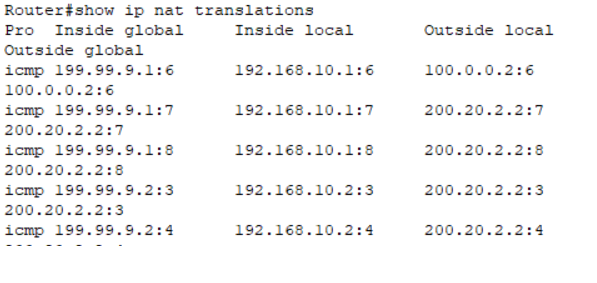 Router#show ip nat translations
Pro  Inside global     Inside local       Outside local
Outside global
icmp 199.99.9.1:6      192.168.10.1:6     100.0.0.2:6
100.0.0.2:6
icmp 199.99.9.1:7      192.168.10.1:7     200.20.2.2:7
200.20.2.2:7
icmp 199.99.9.1:8      192.168.10.1:8     200.20.2.2:8
200.20.2.2:8
icmp 199.99.9.2:3      192.168.10.2:3     200.20.2.2:3
200.20.2.2:3
icmp 199.99.9.2:4      192.168.10.2:4     200.20.2.2:4